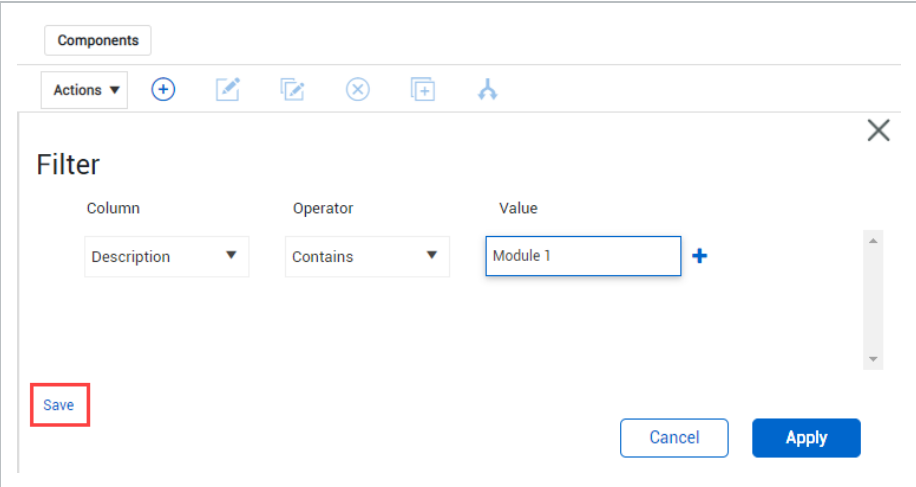 Components
Actions
Filter
Column Operator Value
Description Contains Module 1
Save
Cancel Apply